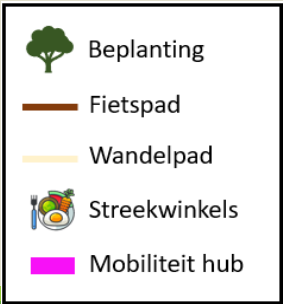 Beplanting
Fietspad
Wandelpad
Streekwinkels
Mobiliteit hub